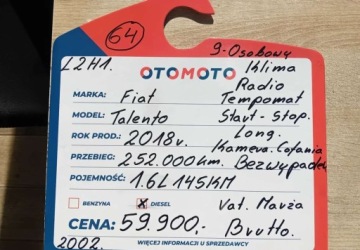 64
9-Osobowy
L2H1.
OTOMOTO
Klima
Radio
MARKA: Fiat
Tempomat
MODEL: Talento
Start-Stop.
Long.
ROK PROD.: 2018r.
Kamera Cofania
PRZEBIEG: 252.000km.
Bezwypadek
POJEMNOŚĆ: 1.6L 145KM
BENZYNA
X DIESEL
Vat. Marża
CENA: 59.900,-
Brutto.
2002.
WIĘCEJ INFORMACJI U SPRZEDAWCY